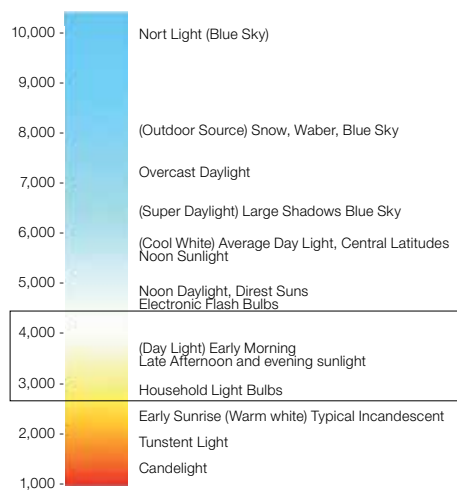 10,000 - Nort Light (Blue Sky)
9,000 -
8,000 - (Outdoor Source) Snow, Waber, Blue Sky
7,000 - Overcast Daylight
(Super Daylight) Large Shadows Blue Sky
6,000 - (Cool White) Average Day Light, Central Latitudes
Noon Sunlight
5,000 - Noon Daylight, Direst Suns
Electronic Flash Bulbs
4,000 -
(Day Light) Early Morning
Late Afternoon and evening sunlight
3,000 - Household Light Bulbs
Early Sunrise (Warm white) Typical Incandescent
2,000 - Tunstent Light
Candelight
1,000 -